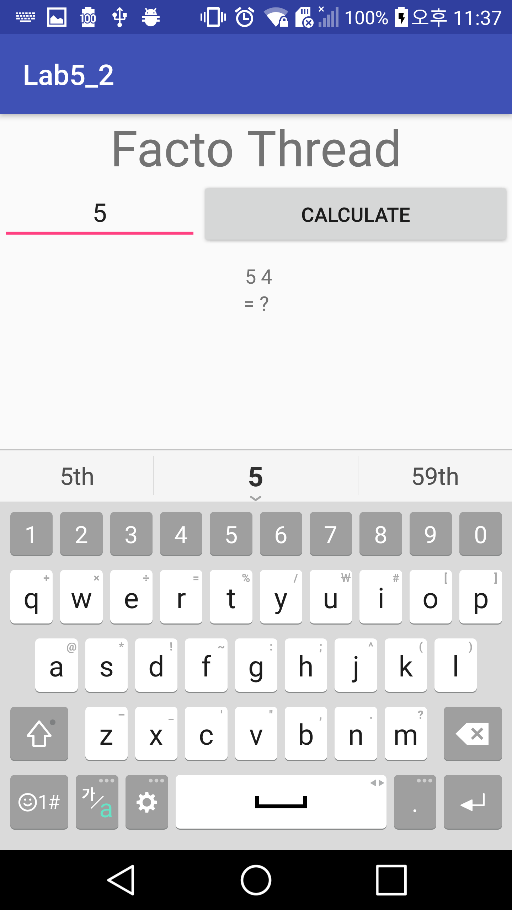 100% 오후 11:37
Lab5_2
Facto Thread
5 CALCULATE
5 4
= ?
5th 5 59th
1 2 3 4 5 6 7 8 9 0
+ × ÷ = % / ₩ # [ ]
q w e r t y u i o p
@ * ! ~ : ; ^ ( )
a s d f g h j k l
- _ ' " , . ?
z x c v b n m
1# 가/a .